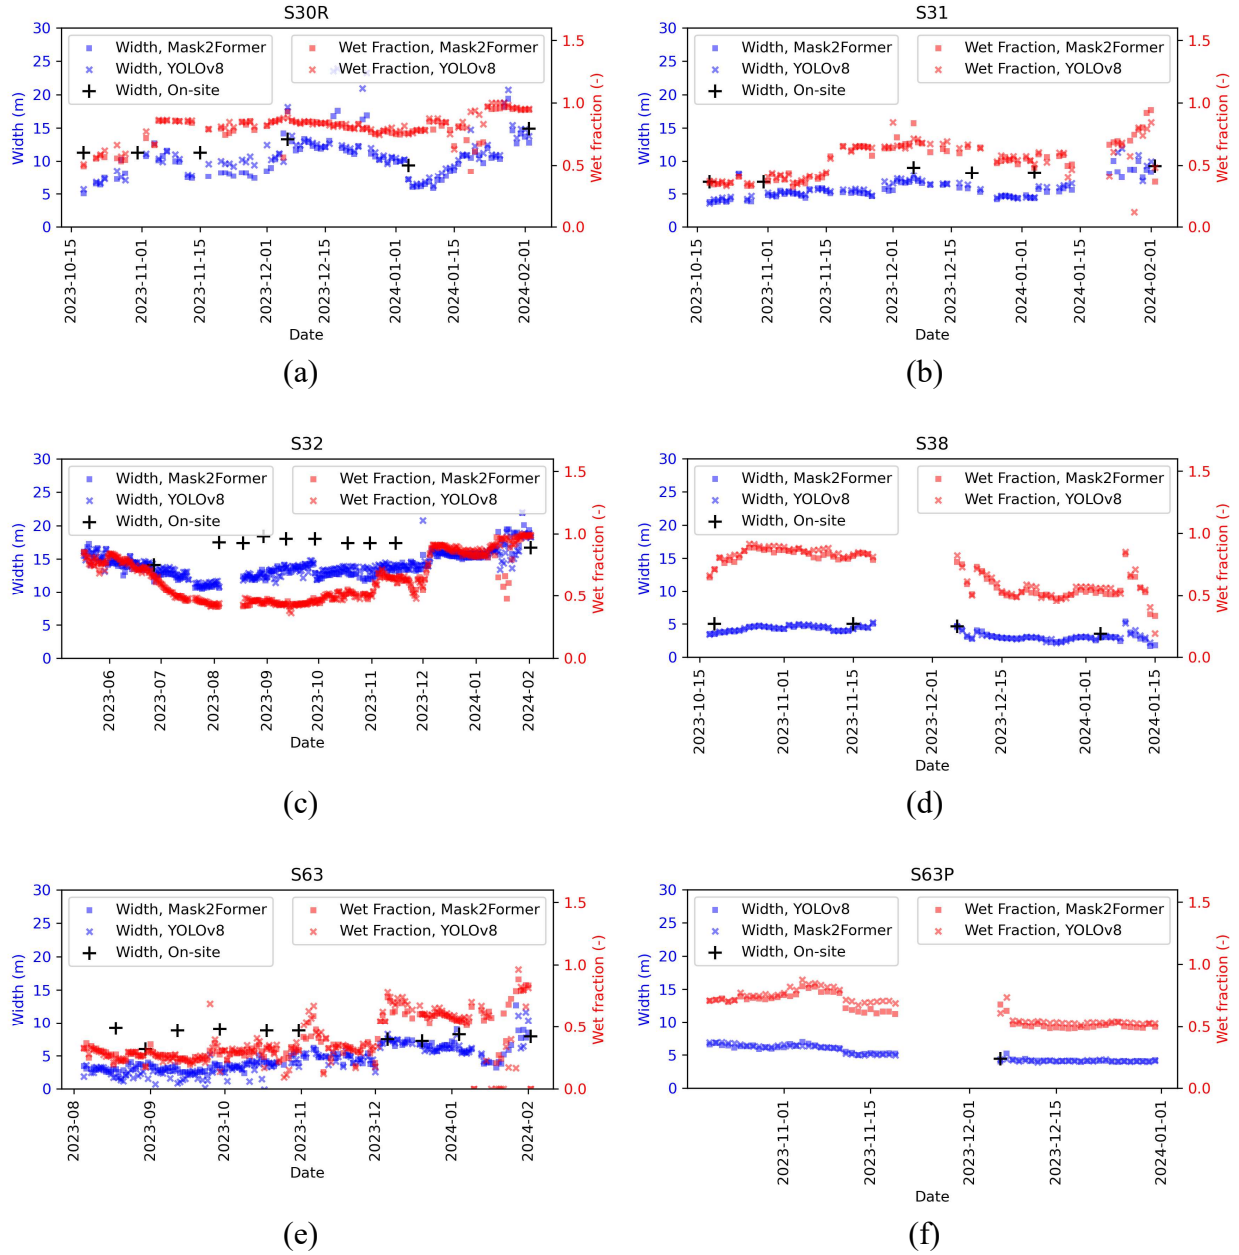 S30R
Width, Mask2Former
Width, YOLOv8
Width, On-site
Wet Fraction, Mask2Former
Wet Fraction, YOLOv8
Width (m)
0
5
10
15
20
25
30
Wet fraction (-)
0.0
0.5
1.0
1.5
2023-10-15
2023-11-01
2023-11-15
2023-12-01
2023-12-15
2024-01-01
2024-01-15
2024-02-01
Date
(a)
S31
Width, Mask2Former
Width, YOLOv8
Width, On-site
Wet Fraction, Mask2Former
Wet Fraction, YOLOv8
Width (m)
0
5
10
15
20
25
30
Wet fraction (-)
0.0
0.5
1.0
1.5
2023-10-15
2023-11-01
2023-11-15
2023-12-01
2023-12-15
2024-01-01
2024-01-15
2024-02-01
Date
(b)
S32
Width, Mask2Former
Width, YOLOv8
Width, On-site
Wet Fraction, Mask2Former
Wet Fraction, YOLOv8
Width (m)
0
5
10
15
20
25
30
Wet fraction (-)
0.0
0.5
1.0
1.5
2023-06
2023-07
2023-08
2023-09
2023-10
2023-11
2023-12
2024-01
2024-02
Date
(c)
S38
Width, Mask2Former
Width, YOLOv8
Width, On-site
Wet Fraction, Mask2Former
Wet Fraction, YOLOv8
Width (m)
0
5
10
15
20
25
30
Wet fraction (-)
0.0
0.5
1.0
1.5
2023-10-15
2023-11-01
2023-11-15
2023-12-01
2023-12-15
2024-01-01
2024-01-15
Date
(d)
S63
Width, Mask2Former
Width, YOLOv8
Width, On-site
Wet Fraction, Mask2Former
Wet Fraction, YOLOv8
Width (m)
0
5
10
15
20
25
30
Wet fraction (-)
0.0
0.5
1.0
1.5
2023-08
2023-09
2023-10
2023-11
2023-12
2024-01
2024-02
Date
(e)
S63P
Width, YOLOv8
Width, Mask2Former
Width, On-site
Wet Fraction, Mask2Former
Wet Fraction, YOLOv8
Width (m)
0
5
10
15
20
25
30
Wet fraction (-)
0.0
0.5
1.0
1.5
2023-11-01
2023-11-15
2023-12-01
2023-12-15
2024-01-01
Date
(f)